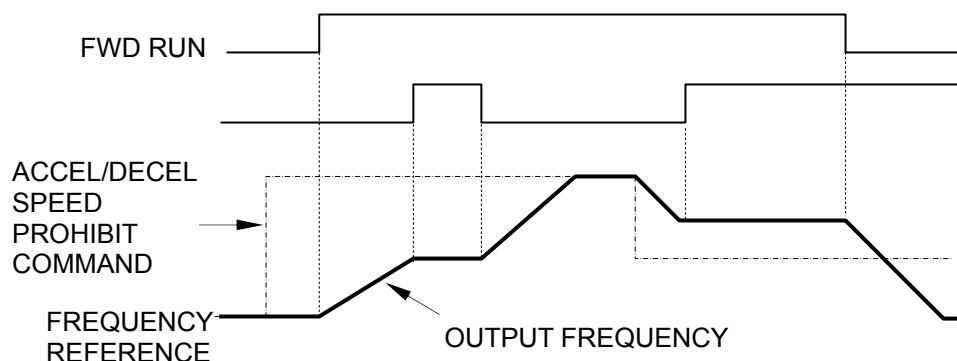 FWD RUN
ACCEL/DECEL
SPEED
PROHIBIT
COMMAND
FREQUENCY
REFERENCE
OUTPUT FREQUENCY